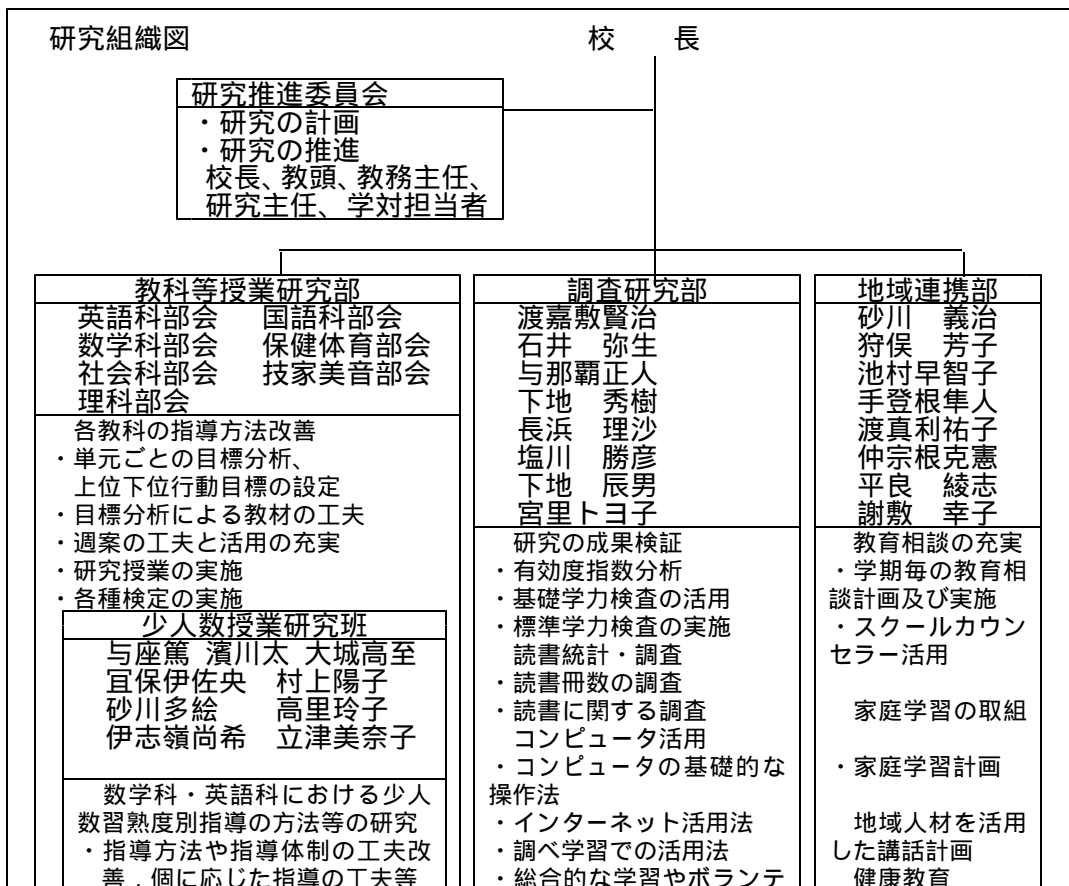 研究組織図
校　長
研究推進委員会
・研究の計画
・研究の推進
校長、教頭、教務主任、
研究主任、学対担当者
教科等授業研究部
英語科部会　国語科部会
数学科部会　保健体育部会
社会科部会　技家美音部会
理科部会
各教科の指導方法改善
・単元ごとの目標分析、
上位下位行動目標の設定
・目標分析による教材の工夫
・週案の工夫と活用の充実
・研究授業の実施
・各種検定の実施
少人数授業研究班
与座篤 濱川太 大城高至
宜保伊佐央　村上陽子
砂川多絵　高里玲子
伊志嶺尚希　立津美奈子
数学科・英語科における少人
数習熟度別指導の方法等の研究
・指導方法や指導体制の工夫改
善，個に応じた指導の工夫等
調査研究部
渡嘉敷賢治
石井　弥生
与那覇正人
下地　秀樹
長浜　理沙
塩川　勝彦
下地　辰男
宮里トヨ子
研究の成果検証
・有効度指数分析
・基礎学力検査の活用
・標準学力検査の実施
読書統計・調査
・読書冊数の調査
・読書に関する調査
コンピュータ活用
・コンピュータの基礎的な
操作法
・インターネット活用法
・調べ学習での活用法
・総合的な学習やボランテ
地域連携部
砂川　義治
狩俣　芳子
池村早智子
手登根隼人
渡真利祐子
仲宗根克憲
平良　綾志
謝敷　幸子
教育相談の充実
・学期毎の教育相
談計画及び実施
・スクールカウン
セラー活用
家庭学習の取組
・家庭学習計画
地域人材を活用
した講話計画
健康教育